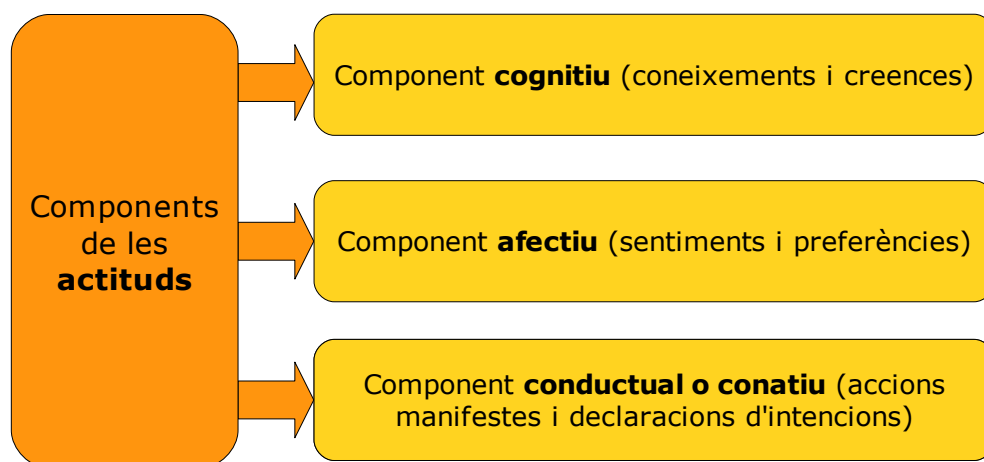 Components
de les
actituds
Component cognitiu (coneixements i creences)
Component afectiu (sentiments i preferències)
Component conductual o conatiu (accions
manifestes i declaracions d'intencions)